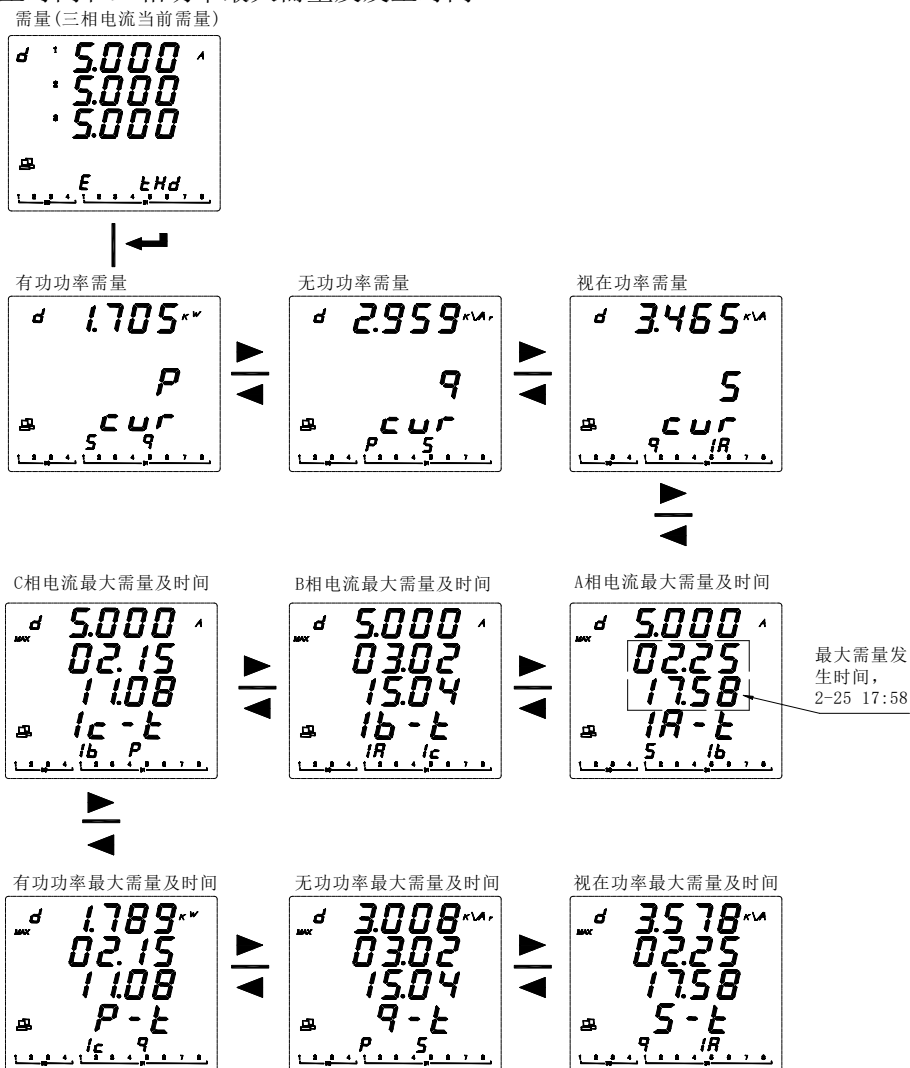 需量(三相电流当前需量)
d 1 5.000 A
2 5.000
3 5.000
E tHd
有功功率需量
无功功率需量
视在功率需量
d 1.705 KW
P
cur
S q
d 2.959 KVAr
q
cur
P S
d 3.465 KVA
S
cur
q IA
C相电流最大需量及时间
B相电流最大需量及时间
A相电流最大需量及时间
d 5.000 A
MAX
02.15
11.08
Ic-t
Ib P
d 5.000 A
MAX
03.02
15.04
Ib-t
IA Ic
d 5.000 A
MAX
02.25
17.58
IA-t
S Ib
最大需量发
生时间,
2-25 17:58
有功功率最大需量及时间
无功功率最大需量及时间
视在功率最大需量及时间
d 1.789 KW
MAX
02.15
11.08
P-t
Ic q
d 3.008 KVAr
MAX
03.02
15.04
q-t
P S
d 3.578 KVA
MAX
02.25
17.58
S-t
q IA